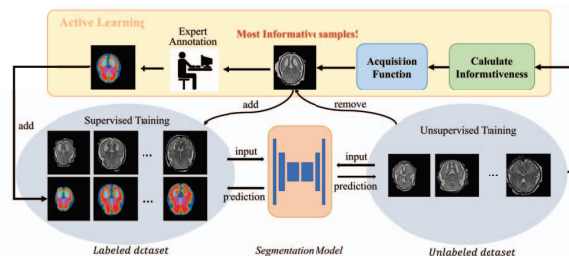 Active Learning
Expert
Annotation
Most Informative samples!
Acquisition
Function
Calculate
Informativeness
add
add
remove
Supervised Training
Unsupervised Training
input
prediction
input
prediction
...
...
...
Labeled dataset
Segmentation Model
Unlabeled dataset